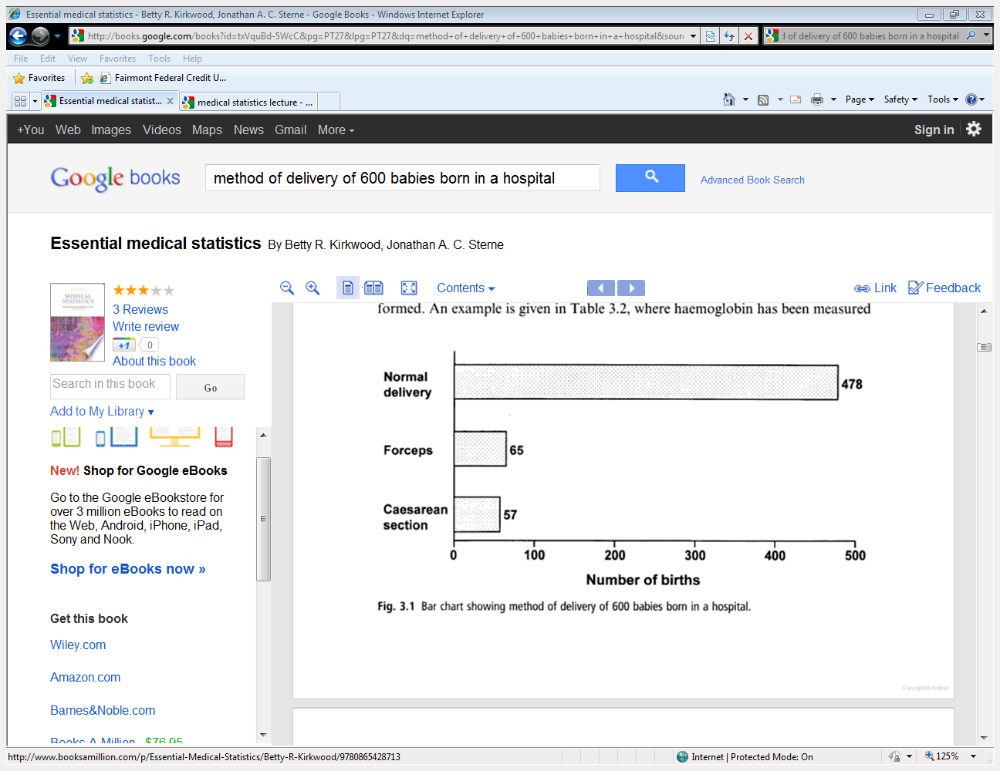 Essential medical statistics - Betty R. Kirkwood, Jonathan A. C. Sterne - Google Books - Windows Internet Explorer
http://books.google.com/books?id=txVquBd-5WcC&pg=PT27&lpg=PT27&dq=method+of+delivery+of+600+babies+born+in+a+hospital&sour
d of delivery of 600 babies born in a hospital
File Edit View Favorites Tools Help
Favorites Fairmont Federal Credit U...
Essential medical statist... medical statistics lecture - ...
Page Safety Tools
+You Web Images Videos Maps News Gmail More Sign in
Google books method of delivery of 600 babies born in a hospital Advanced Book Search
Essential medical statistics By Betty R. Kirkwood, Jonathan A. C. Sterne
MEDICAL
STATISTICS
3 Reviews
Write review
+1 0
About this book
Search in this book Go
Add to My Library
New! Shop for Google eBooks
Go to the Google eBookstore for
over 3 million eBooks to read on
the Web, Android, iPhone, iPad,
Sony and Nook.
Shop for eBooks now »
Get this book
Wiley.com
Amazon.com
Barnes&Noble.com
Books-A-Million - $76.95
Contents Link Feedback
formed. An example is given in Table 3.2, where haemoglobin has been measured
Normal
delivery
478
Forceps 65
Caesarean
section
57
0 100 200 300 400 500
Number of births
Fig. 3.1 Bar chart showing method of delivery of 600 babies born in a hospital.
Copyrighted material
http://www.booksamillion.com/p/Essential-Medical-Statistics/Betty-R-Kirkwood/9780865428713 Internet | Protected Mode: On 125%